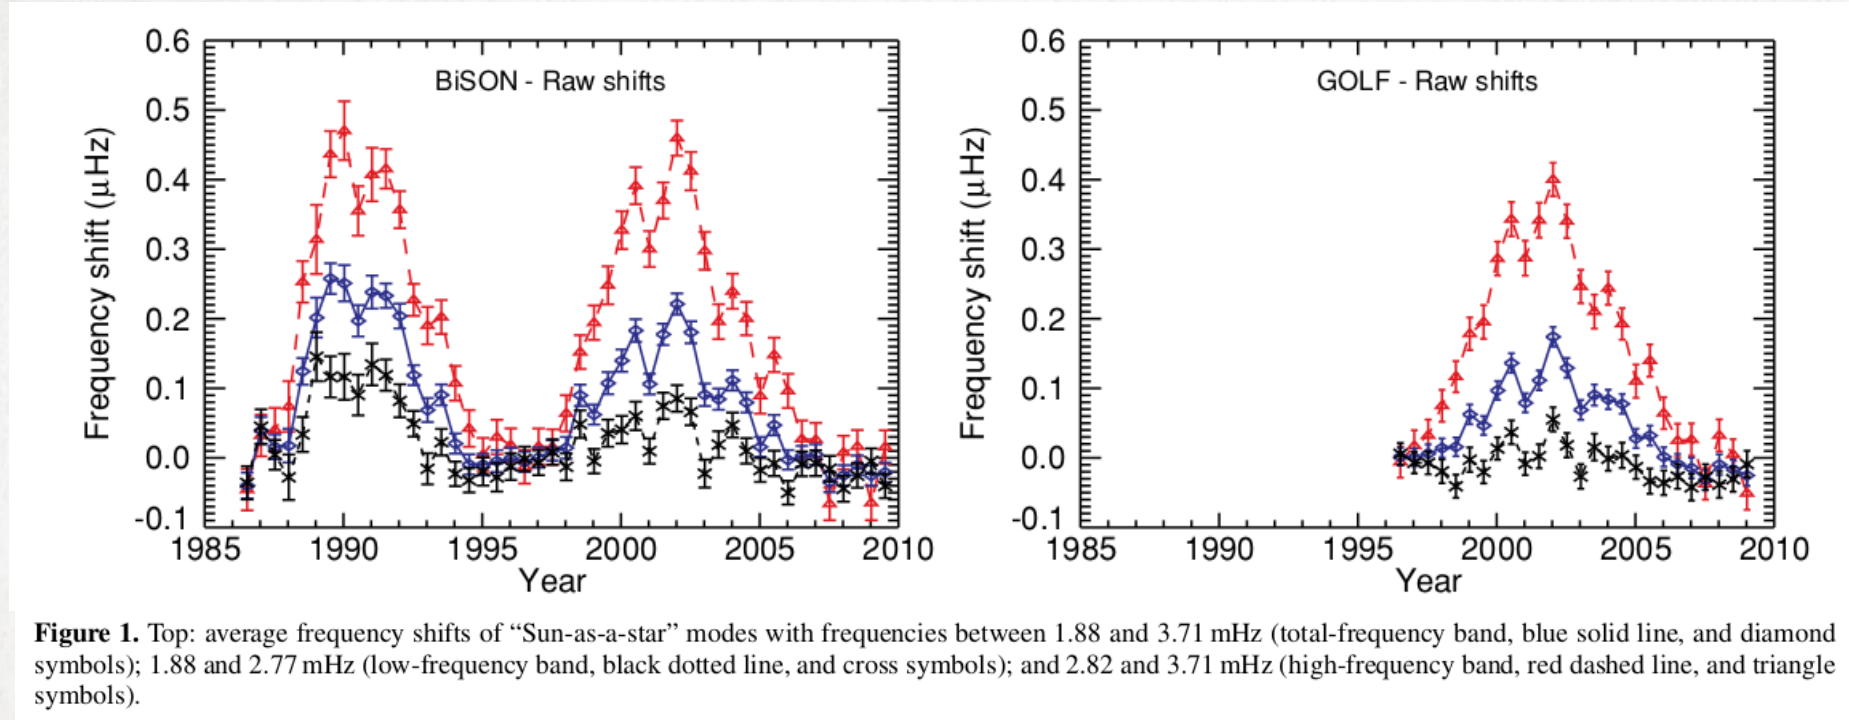 BiSON - Raw shifts
0.6
0.5
0.4
0.3
0.2
0.1
0.0
-0.1
Frequency shift (μHz)
1985 1990 1995 2000 2005 2010
Year
GOLF - Raw shifts
0.6
0.5
0.4
0.3
0.2
0.1
0.0
-0.1
Frequency shift (μHz)
1985 1990 1995 2000 2005 2010
Year
Figure 1. Top: average frequency shifts of “Sun-as-a-star” modes with frequencies between 1.88 and 3.71 mHz (total-frequency band, blue solid line, and diamond
symbols); 1.88 and 2.77 mHz (low-frequency band, black dotted line, and cross symbols); and 2.82 and 3.71 mHz (high-frequency band, red dashed line, and triangle
symbols).